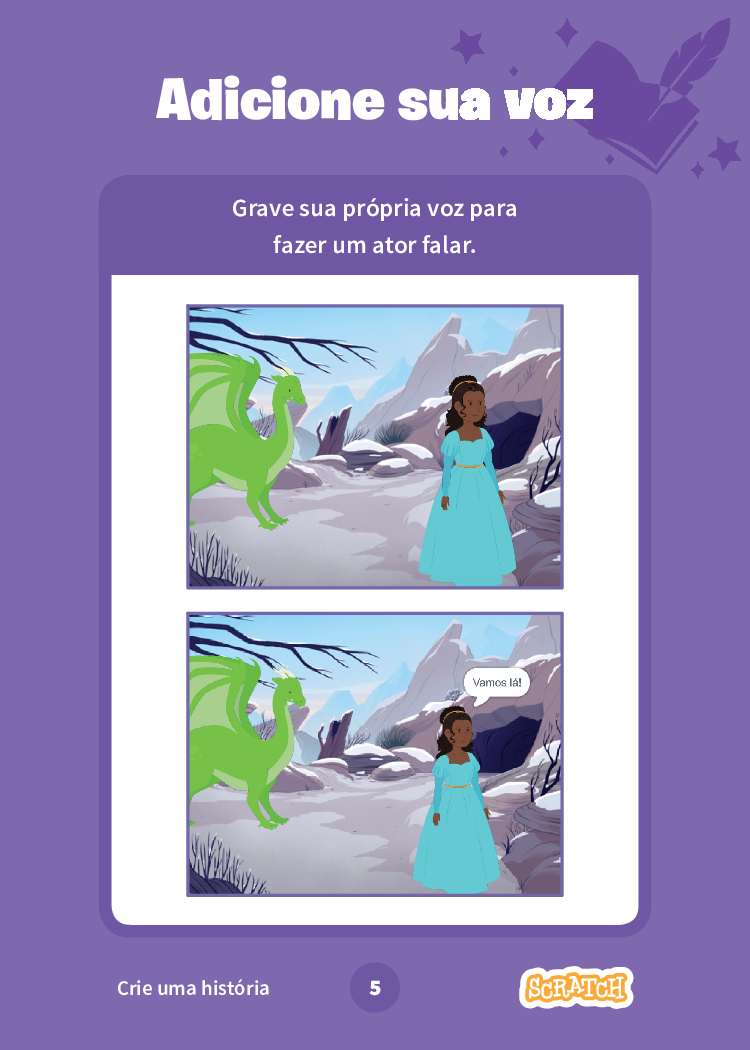 Adicione sua voz
Grave sua própria voz para
fazer um ator falar.
Vamos lá!
Crie uma história
5
SCRATCH